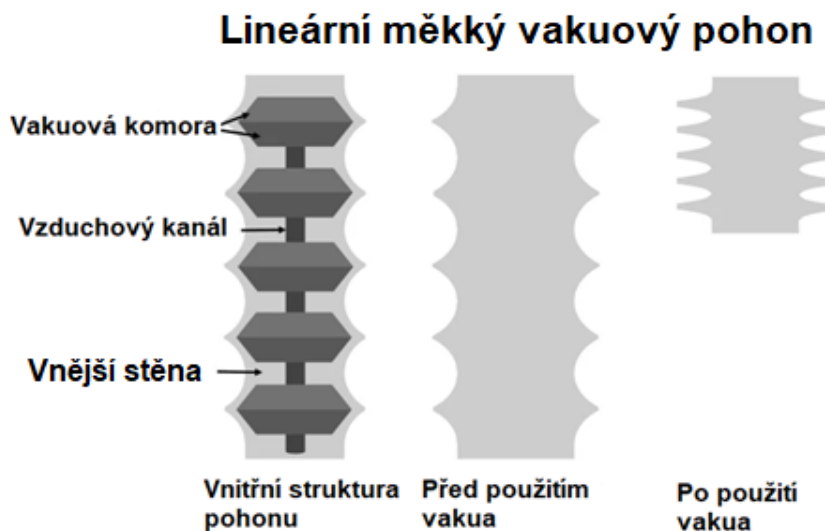 Lineární měkký vakuový pohon
Vakuová komora
Vzduchový kanál
Vnější stěna
Vnitřní struktura
pohonu
Před použitím
vakua
Po použití
vakua